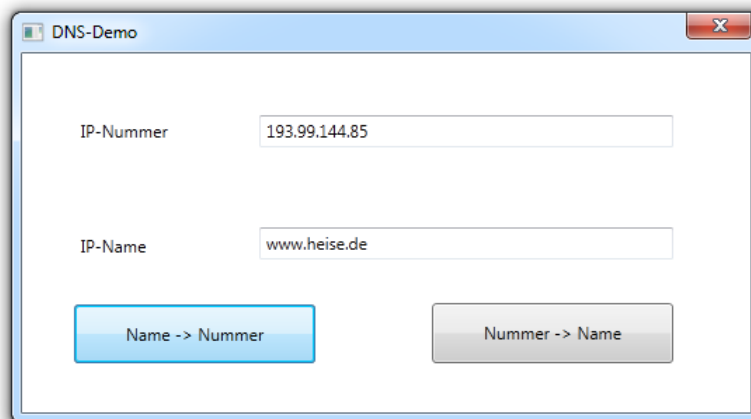 DNS-Demo
IP-Nummer 193.99.144.85
IP-Name www.heise.de
Name -> Nummer Nummer -> Name